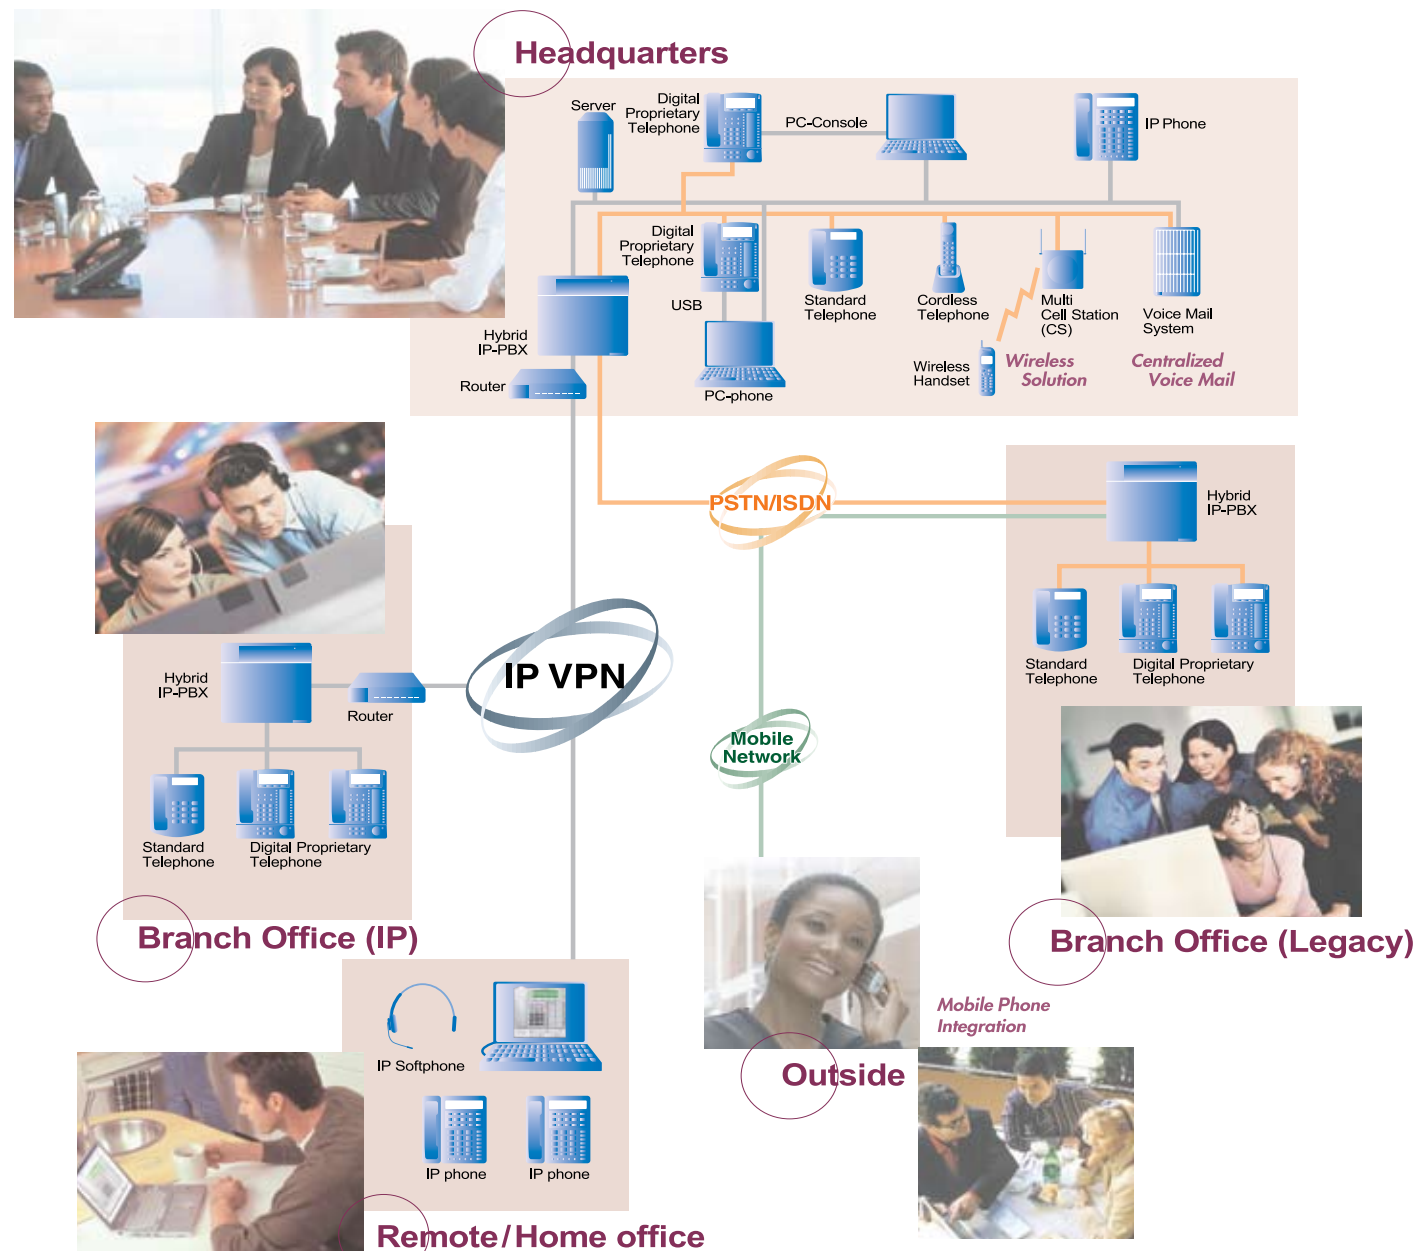 Headquarters
Server
Digital
Proprietary
Telephone
PC-Console
IP Phone
Digital
Proprietary
Telephone
USB
Standard
Telephone
Cordless
Telephone
Multi
Cell Station
(CS)
Voice Mail
System
Hybrid
IP-PBX
Router
PC-phone
Wireless
Handset
Wireless
Solution
Centralized
Voice Mail
PSTN/ISDN
Hybrid
IP-PBX
Standard
Telephone
Digital Proprietary
Telephone
IP VPN
Hybrid
IP-PBX
Router
Mobile
Network
Standard
Telephone
Digital Proprietary
Telephone
Branch Office (IP)
Branch Office (Legacy)
IP Softphone
Mobile Phone
Integration
Outside
IP phone
IP phone
Remote/Home office